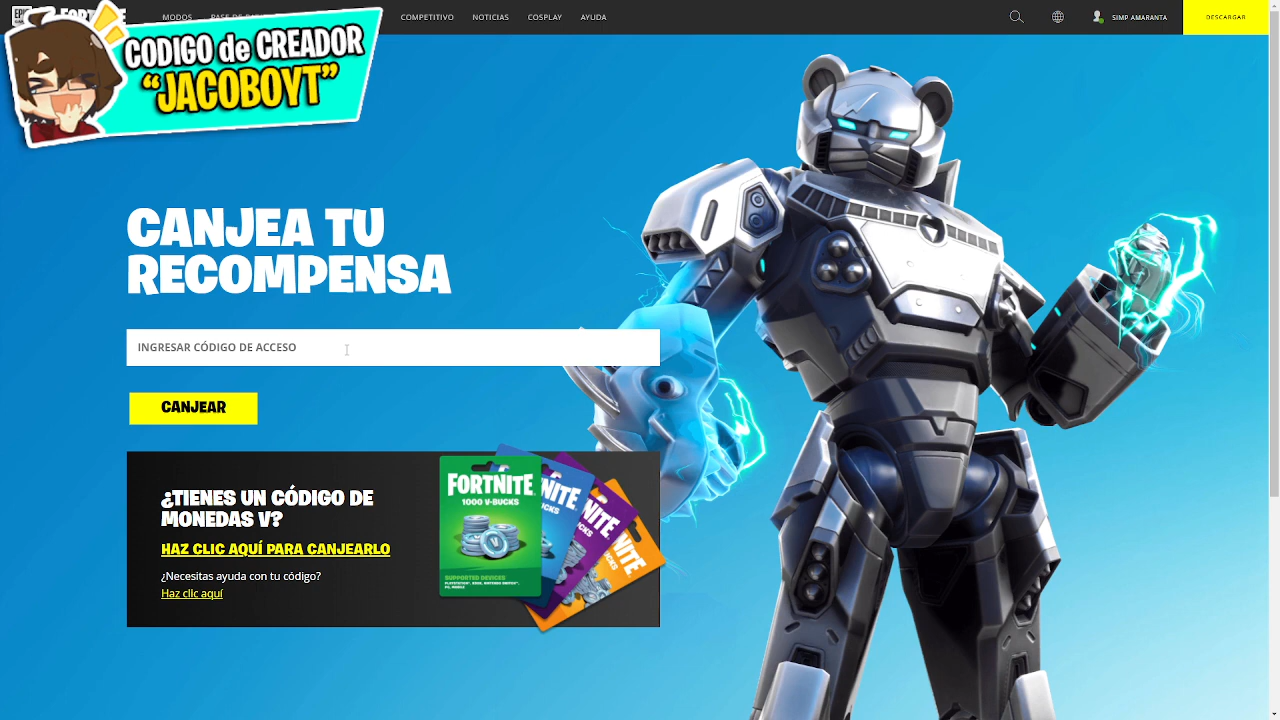 MODOS
COMPETITIVO
NOTICIAS
COSPLAY
AYUDA
SIMP AMARANTA
DESCARGAR
CODIGO de CREADOR
“JACOBOYT”
CANJEA TU
RECOMPENSA
INGRESAR CÓDIGO DE ACCESO
CANJEAR
¿TIENES UN CÓDIGO DE
MONEDAS V?
HAZ CLIC AQUÍ PARA CANJEARLO
¿Necesitas ayuda con tu código?
Haz clic aquí
FORTNITE
1000 V-BUCKS
SUPPORTED DEVICES